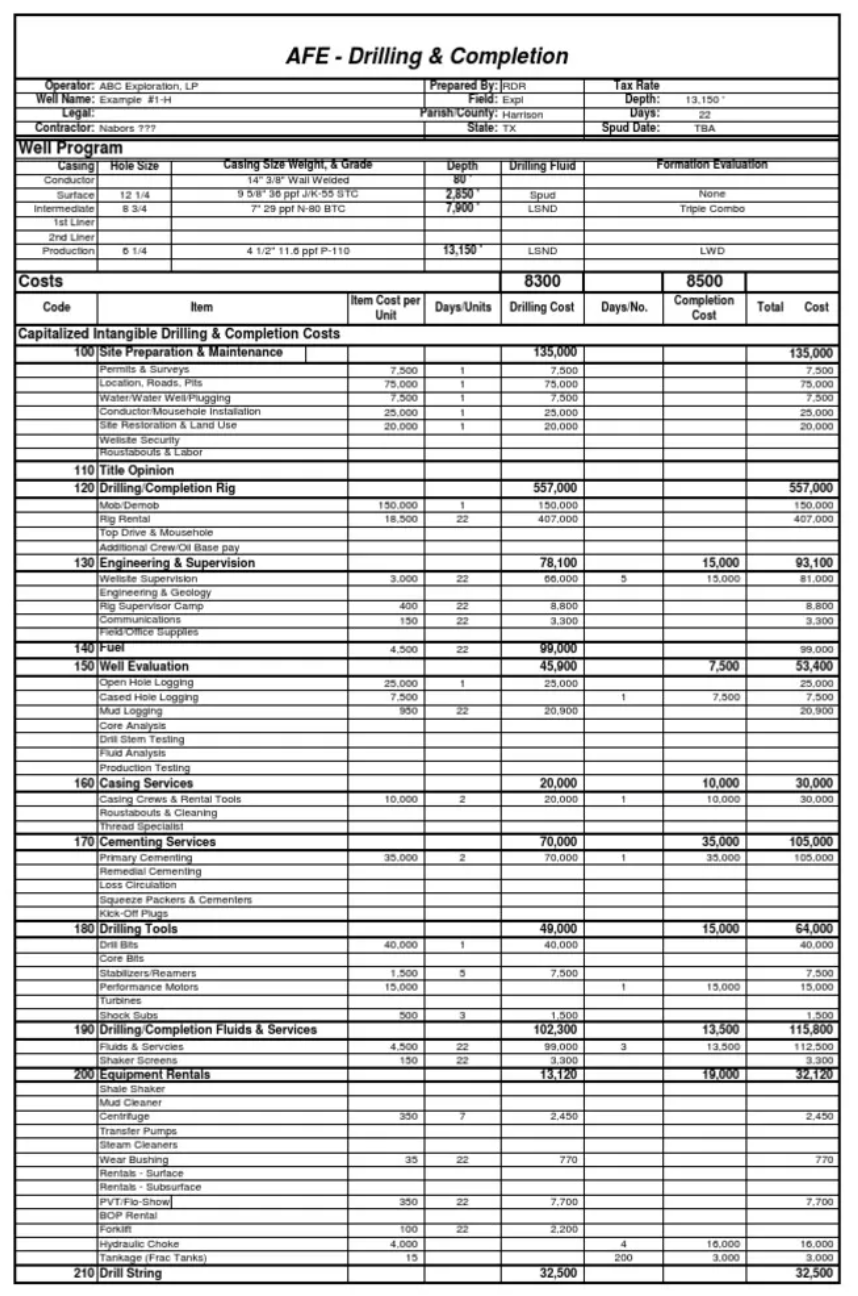 AFE - Drilling & Completion
Operator: ABC Exploration, LP Prepared By: RDR Tax Rate
Well Name: Example #1-H Field: Expl Depth: 13,150 '
Legal: Parish/County: Harrison Days: 22
Contractor: Nabors ??? State: TX Spud Date: TBA
Well Program
Casing Hole Size Casing Size Weight, & Grade Depth Drilling Fluid Formation Evaluation
Conductor 14" 3/8" Wall Welded 80 '
Surface 12 1/4 9 5/8" 36 ppf J/K-55 STC 2,850 ' Spud None
Intermediate 8 3/4 7" 29 ppf N-80 BTC 7,900 ' LSND Triple Combo
1st Liner
2nd Liner
Production 6 1/4 4 1/2" 11.6 ppf P-110 13,150 ' LSND LWD
Costs 8300 8500
Code Item Item Cost per Unit Days/Units Drilling Cost Days/No. Completion Cost Total Cost
Capitalized Intangible Drilling & Completion Costs
100 Site Preparation & Maintenance 135,000 135,000
Permits & Surveys 7,500 1 7,500 7,500
Location, Roads, Pits 75,000 1 75,000 75,000
Water/Water Well/Plugging 7,500 1 7,500 7,500
Conductor/Mousehole Installation 25,000 1 25,000 25,000
Site Restoration & Land Use 20,000 1 20,000 20,000
Wellsite Security
Roustabouts & Labor
110 Title Opinion
120 Drilling/Completion Rig 557,000 557,000
Mob/Demob 150,000 1 150,000 150,000
Rig Rental 18,500 22 407,000 407,000
Top Drive & Mousehole
Additional Crew/Oil Base pay
130 Engineering & Supervision 78,100 15,000 93,100
Wellsite Supervision 3,000 22 66,000 5 15,000 81,000
Engineering & Geology
Rig Supervisor Camp 400 22 8,800 8,800
Communications 150 22 3,300 3,300
Field/Office Supplies
140 Fuel 4,500 22 99,000 99,000
150 Well Evaluation 45,900 7,500 53,400
Open Hole Logging 25,000 1 25,000 25,000
Cased Hole Logging 7,500 1 7,500 7,500
Mud Logging 950 22 20,900 20,900
Core Analysis
Drill Stem Testing
Fluid Analysis
Production Testing
160 Casing Services 20,000 10,000 30,000
Casing Crews & Rental Tools 10,000 2 20,000 1 10,000 30,000
Roustabouts & Cleaning
Thread Specialist
170 Cementing Services 70,000 35,000 105,000
Primary Cementing 35,000 2 70,000 1 35,000 105,000
Remedial Cementing
Loss Circulation
Squeeze Packers & Cementers
Kick-Off Plugs
180 Drilling Tools 49,000 15,000 64,000
Drill Bits 40,000 1 40,000 40,000
Core Bits
Stabilizers/Reamers 1,500 5 7,500 7,500
Performance Motors 15,000 1 15,000 15,000
Turbines
Shock Subs 500 3 1,500 1,500
190 Drilling/Completion Fluids & Services 102,300 13,500 115,800
Fluids & Servcies 4,500 22 99,000 3 13,500 112,500
Shaker Screens 150 22 3,300 3,300
200 Equipment Rentals 13,120 19,000 32,120
Shale Shaker
Mud Cleaner
Centrifuge 350 7 2,450 2,450
Transfer Pumps
Steam Cleaners
Wear Bushing 35 22 770 770
Rentals - Surface
Rentals - Subsurface
PVT/Flo-Show 350 22 7,700 7,700
BOP Rental
Forklift 100 22 2,200
Hydraulic Choke 4,000 4 16,000 16,000
Tankage (Frac Tanks) 15 200 3,000 3,000
210 Drill String 32,500 32,500